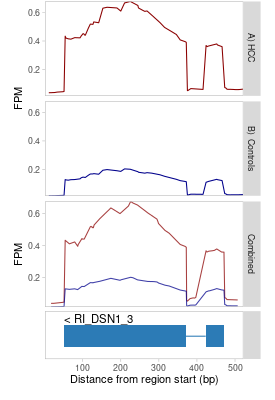 0.6
0.4
0.2
FPM
A) HCC
0.6
0.4
0.2
B) Controls
0.6
0.4
0.2
FPM
Combined
< RI_DSN1_3
100 200 300 400 500
Distance from region start (bp)